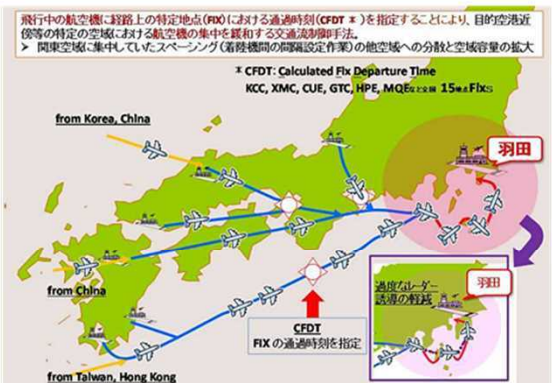 飛行中の航空機に経路上の特定地点(FIX)における通過時刻(CFDT＊)を指定することにより、目的空港近
傍等の特定の空域における航空機の集中を緩和する交通流制御手法。
➢ 関東空域に集中していたスペーシング(着陸機間の間隔設定作業)の他空域への分散と空域容量の拡大
＊ CFDT: Calculated Fix Departure Time
KCC, XMC, CUE, GTC, HPE, MQEなど全国 15地点Fixs
from Korea, China
羽田
from China
過度なレーダー
誘導の軽減
羽田
CFDT
FIX の通過時刻を指定
from Taiwan, Hong Kong